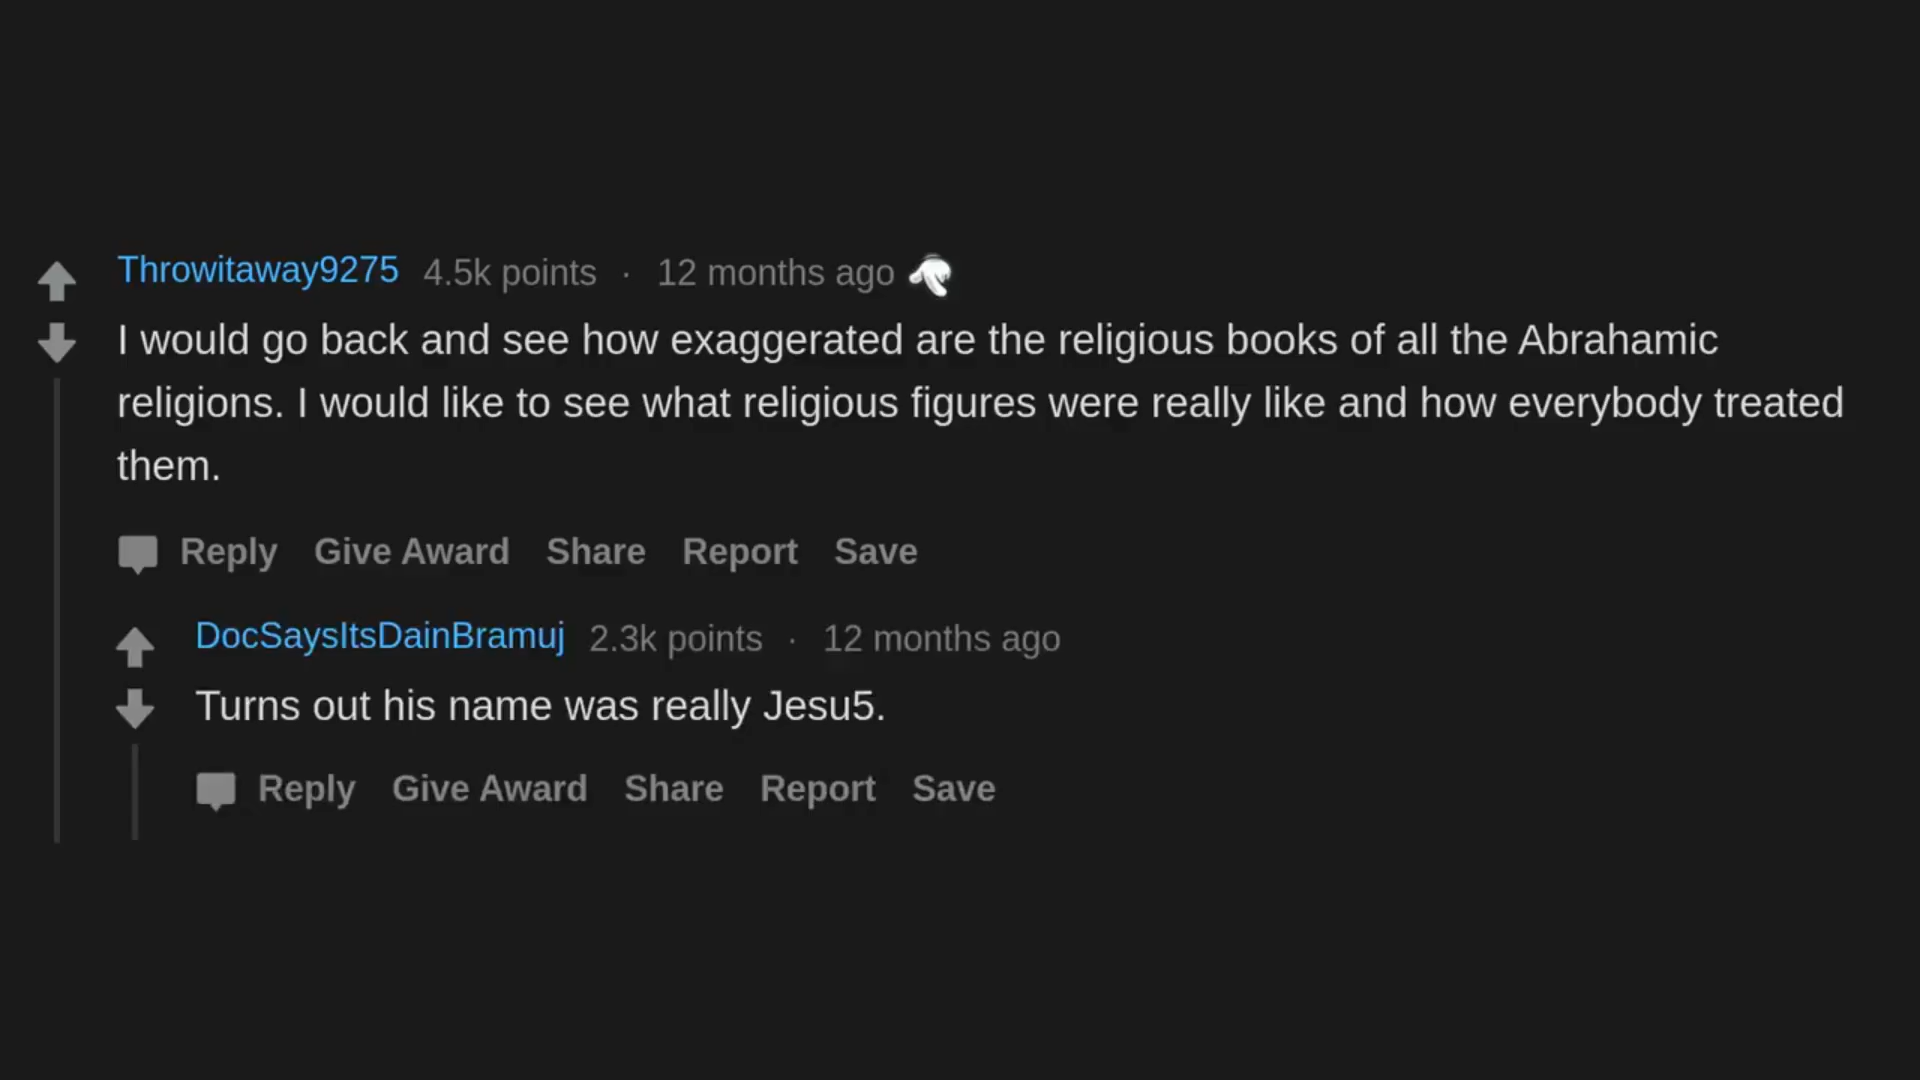 Throwitaway9275 4.5k points · 12 months ago
I would go back and see how exaggerated are the religious books of all the Abrahamic
religions. I would like to see what religious figures were really like and how everybody treated
them.
Reply Give Award Share Report Save
DocSaysItsDainBramuj 2.3k points · 12 months ago
Turns out his name was really Jesu5.
Reply Give Award Share Report Save